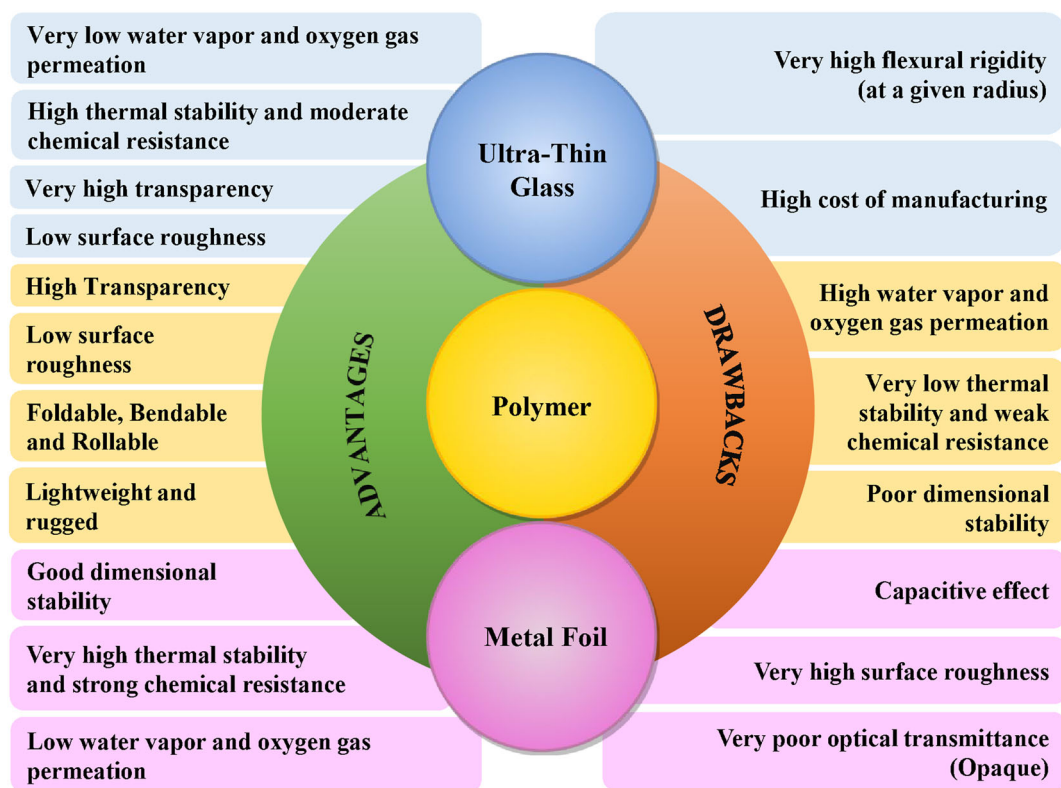 Very low water vapor and oxygen gas
permeation
High thermal stability and moderate
chemical resistance
Very high transparency
Low surface roughness
High Transparency
Low surface
roughness
Foldable, Bendable
and Rollable
Lightweight and
rugged
Good dimensional
stability
Very high thermal stability
and strong chemical resistance
Low water vapor and oxygen gas
permeation
ADVANTAGES
Ultra-Thin
Glass
Polymer
Metal Foil
DRAWBACKS
Very high flexural rigidity
(at a given radius)
High cost of manufacturing
High water vapor and
oxygen gas permeation
Very low thermal
stability and weak
chemical resistance
Poor dimensional
stability
Capacitive effect
Very high surface roughness
Very poor optical transmittance
(Opaque)